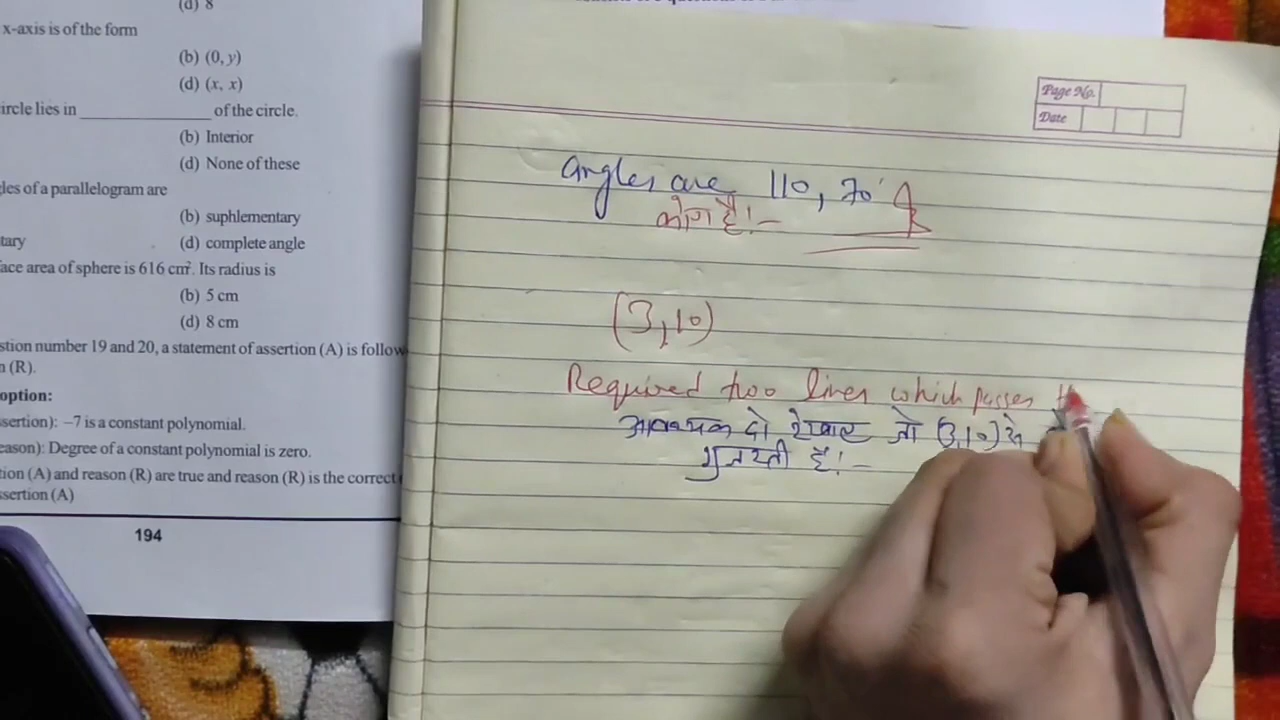 (d) 8
x-axis is of the form
(b) (0, y)
(d) (x, x)
ircle lies in ______________ of the circle.
(b) Interior
(d) None of these
les of a parallelogram are
(b) suphlementary
tary
(d) complete angle
face area of sphere is 616 cm². Its radius is
(b) 5 cm
(d) 8 cm
stion number 19 and 20, a statement of assertion (A) is follow
n (R).
option:
ssertion): –7 is a constant polynomial.
eason): Degree of a constant polynomial is zero.
tion (A) and reason (R) are true and reason (R) is the correct
ssertion (A)
194
Page No.
Date
Angles are 110, 70°
कोण हैं।-
(3,10)
Required two lines which passes
आवश्यक दो रेखाएं जो (3,10) से
गुजरती हैं।-